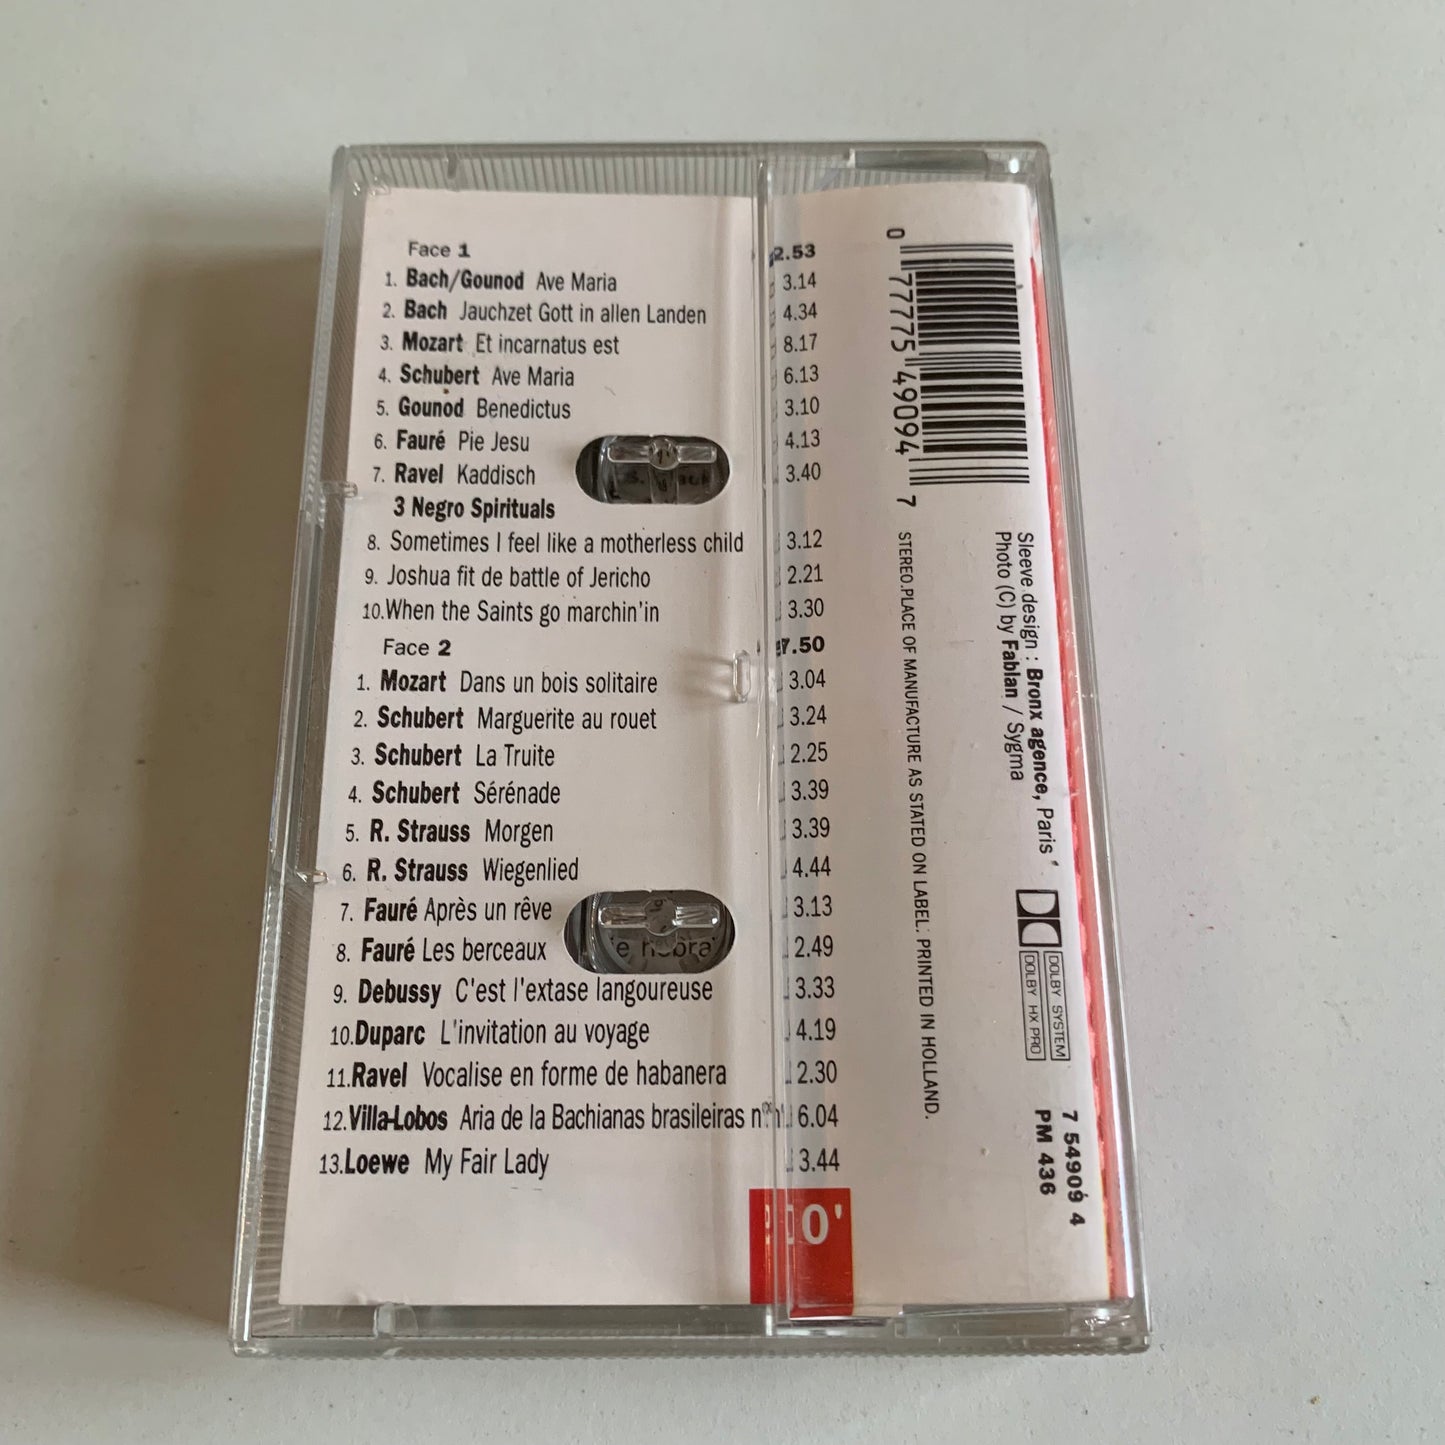 Face 1 2.53
1. Bach/Gounod Ave Maria 3.14
2. Bach Jauchzet Gott in allen Landen 4.34
3. Mozart Et incarnatus est 8.17
4. Schubert Ave Maria 6.13
5. Gounod Benedictus 3.10
6. Fauré Pie Jesu 4.13
7. Ravel Kaddisch 3.40
3 Negro Spirituals
8. Sometimes I feel like a motherless child 3.12
9. Joshua fit de battle of Jericho 2.21
10.When the Saints go marchin'in 3.30
Face 2 7.50
1. Mozart Dans un bois solitaire 3.04
2. Schubert Marguerite au rouet 3.24
3. Schubert La Truite 2.25
4. Schubert Sérénade 3.39
5. R. Strauss Morgen 3.39
6. R. Strauss Wiegenlied 4.44
7. Fauré Après un rêve 3.13
8. Fauré Les berceaux 2.49
9. Debussy C'est l'extase langoureuse 3.33
10.Duparc L'invitation au voyage 4.19
11.Ravel Vocalise en forme de habanera 2.30
12.Villa-Lobos Aria de la Bachianas brasileiras 6.04
13.Loewe My Fair Lady 3.44
0'
0 77775 49094 7
STEREO.PLACE OF MANUFACTURE AS STATED ON LABEL. PRINTED IN HOLLAND.
Sleeve design : Bronx agence, Paris
Photo (C) by Fabian / Sygma
DOLBY SYSTEM
DOLBY HX PRO
7 54909 4
PM 436